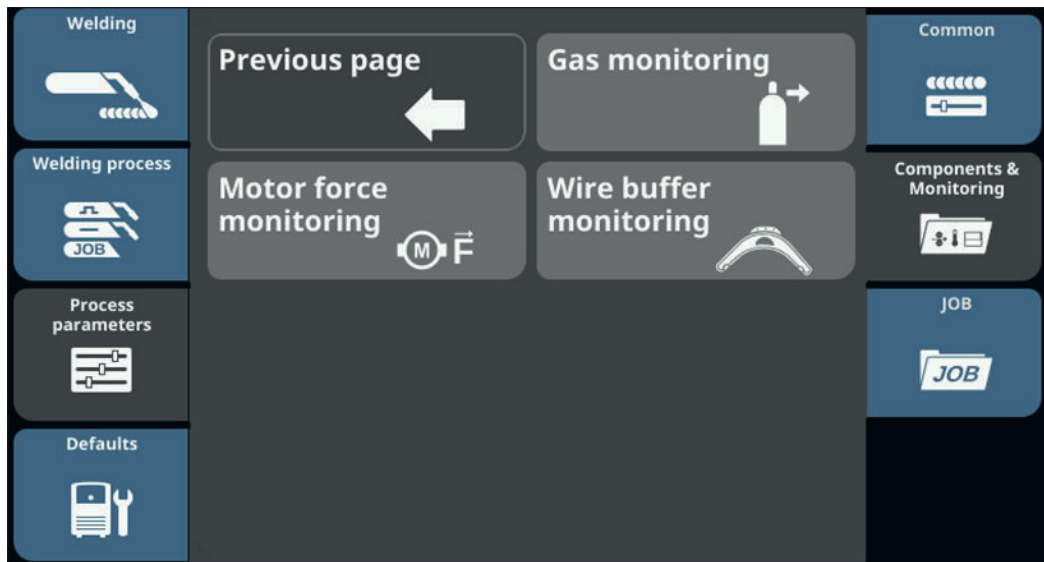 Welding
Welding process
JOB
Process
parameters
Defaults
Previous page
Gas monitoring
Motor force
monitoring
M F
Wire buffer
monitoring
Common
Components &
Monitoring
JOB
JOB